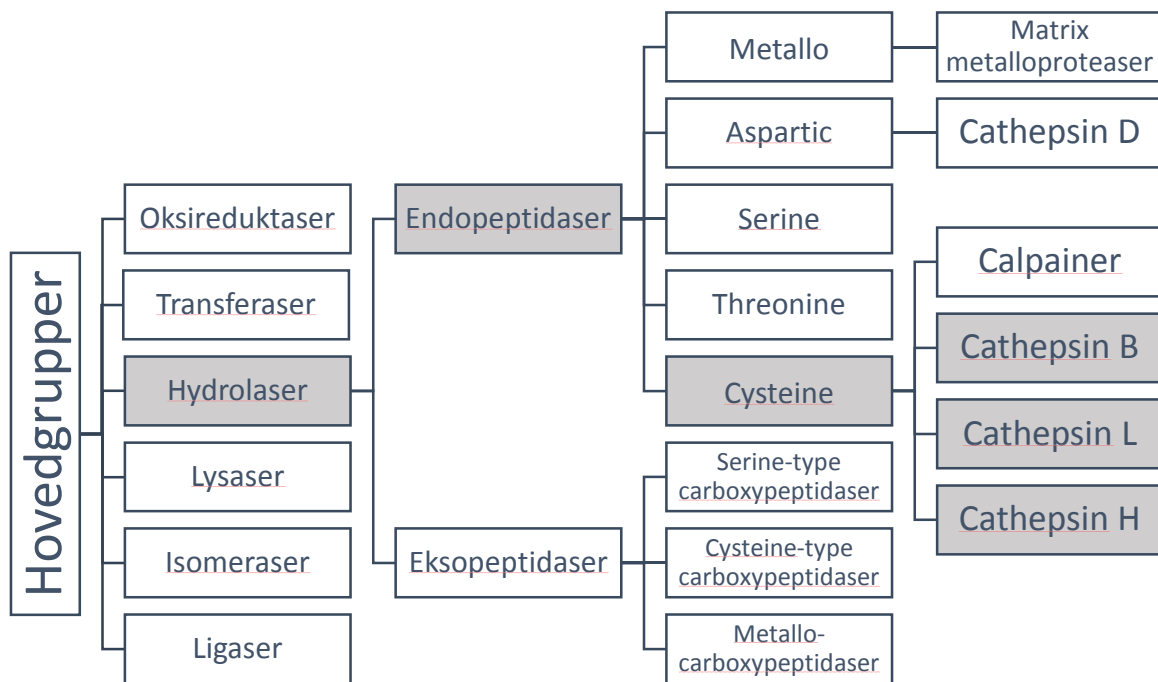 Hovedgrupper
Oksireduktaser
Transferaser
Hydrolaser
Lysaser
Isomeraser
Ligaser
Endopeptidaser
Eksopeptidaser
Metallo
Aspartic
Serine
Threonine
Cysteine
Serine-type
carboxypeptidaser
Cysteine-type
carboxypeptidaser
Metallo-
carboxypeptidaser
Matrix
metalloproteaser
Cathepsin D
Calpainer
Cathepsin B
Cathepsin L
Cathepsin H